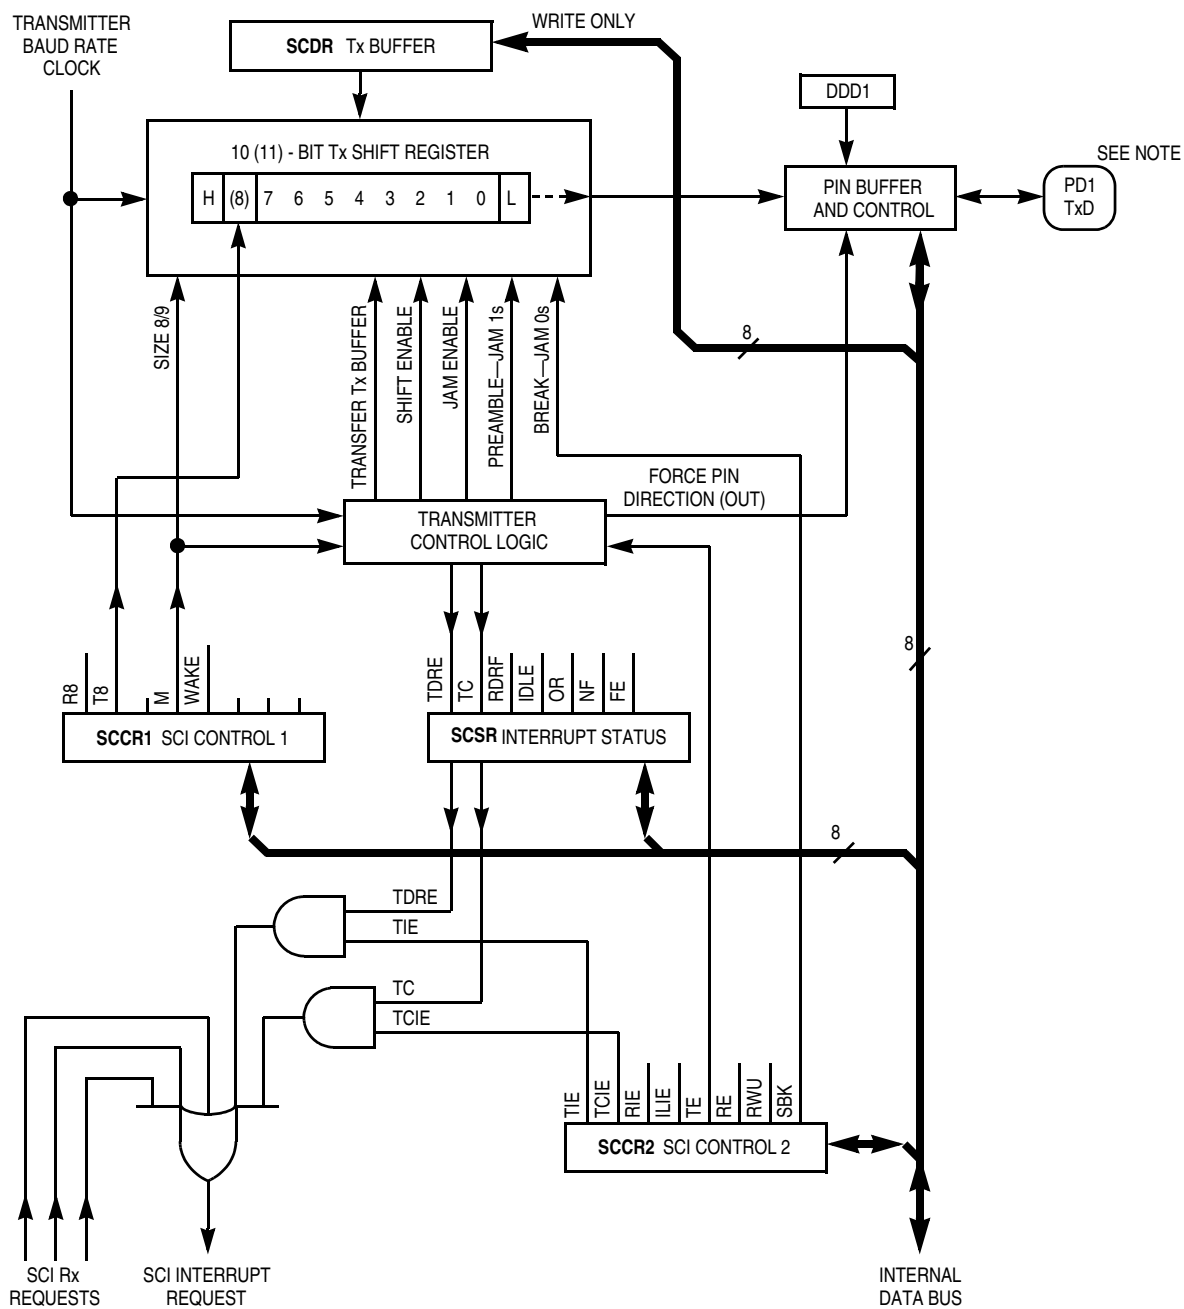 TRANSMITTER
BAUD RATE
CLOCK
SCDR Tx BUFFER
WRITE ONLY
DDD1
10 (11) - BIT Tx SHIFT REGISTER
H (8) 7 6 5 4 3 2 1 0 L
PIN BUFFER
AND CONTROL
SEE NOTE
PD1
TxD
SIZE 8/9
TRANSFER Tx BUFFER
SHIFT ENABLE
JAM ENABLE
PREAMBLE—JAM 1s
BREAK—JAM 0s
8
FORCE PIN
DIRECTION (OUT)
TRANSMITTER
CONTROL LOGIC
8
R8
T8
M
WAKE
TDRE
TC
RDRF
IDLE
OR
NF
FE
SCCR1 SCI CONTROL 1
SCSR INTERRUPT STATUS
8
TDRE
TIE
TC
TCIE
TIE
TCIE
RIE
ILIE
TE
RE
RWU
SBK
SCCR2 SCI CONTROL 2
SCI Rx
REQUESTS
SCI INTERRUPT
REQUEST
INTERNAL
DATA BUS